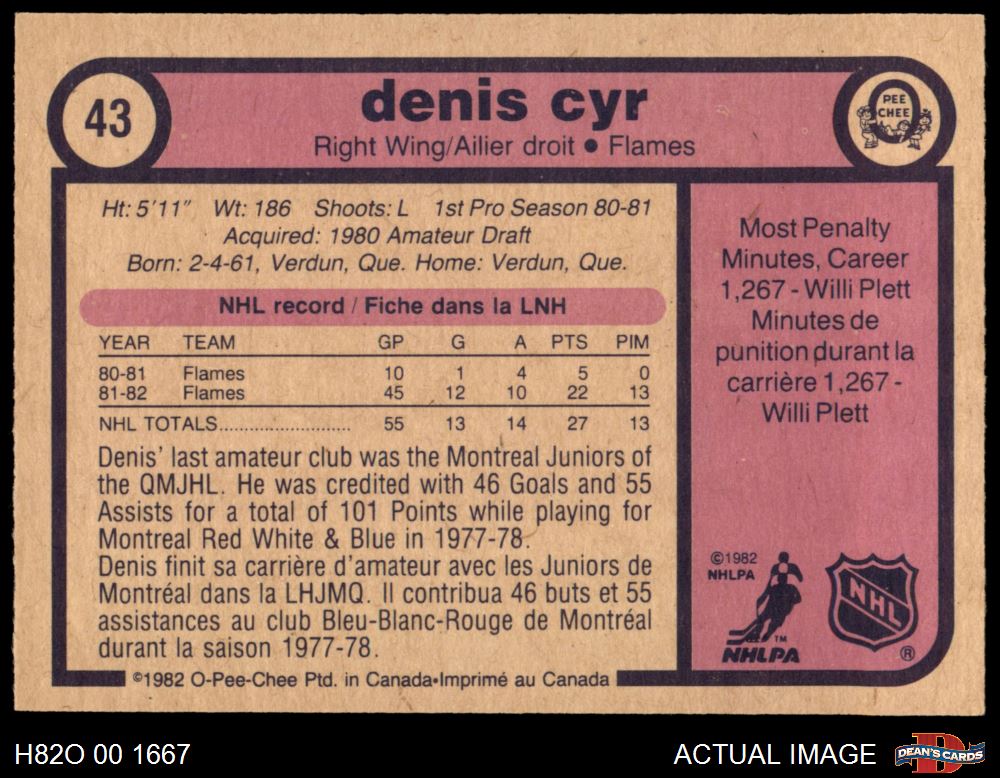 43
denis cyr
Right Wing/Ailier droit • Flames
PEE
CHEE
Ht: 5'11" Wt: 186 Shoots: L 1st Pro Season 80-81
Acquired: 1980 Amateur Draft
Born: 2-4-61, Verdun, Que. Home: Verdun, Que.
NHL record / Fiche dans la LNH
YEAR TEAM GP G A PTS PIM
80-81 Flames 10 1 4 5 0
81-82 Flames 45 12 10 22 13
NHL TOTALS........................... 55 13 14 27 13
Denis' last amateur club was the Montreal Juniors of
the QMJHL. He was credited with 46 Goals and 55
Assists for a total of 101 Points while playing for
Montreal Red White & Blue in 1977-78.
Denis finit sa carrière d'amateur avec les Juniors de
Montréal dans la LHJMQ. Il contribua 46 buts et 55
assistances au club Bleu-Blanc-Rouge de Montréal
durant la saison 1977-78.
©1982 O-Pee-Chee Ptd. in Canada•Imprimé au Canada
Most Penalty
Minutes, Career
1,267 - Willi Plett
Minutes de
punition durant la
carrière 1,267 -
Willi Plett
©1982
NHLPA
TM
NHLPA
NHL
®
H82O 00 1667
ACTUAL IMAGE
DEAN'S CARDS